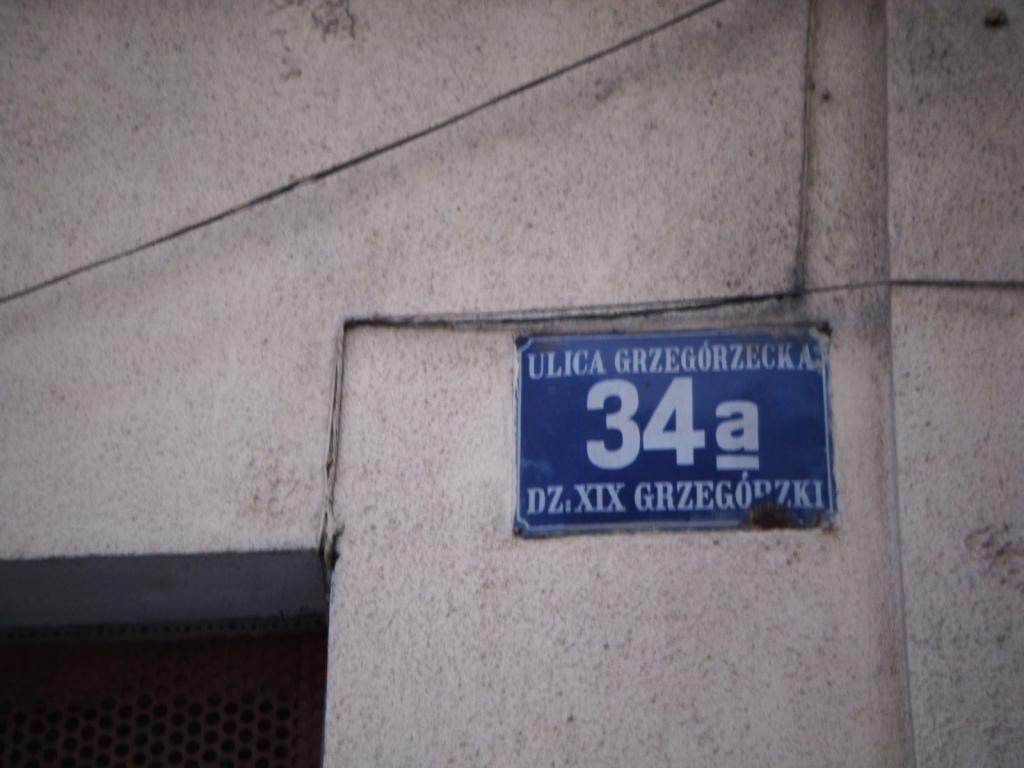 ULICA GRZEGÓRZECKA
34a
DZ: XIX GRZEGÓRZKI